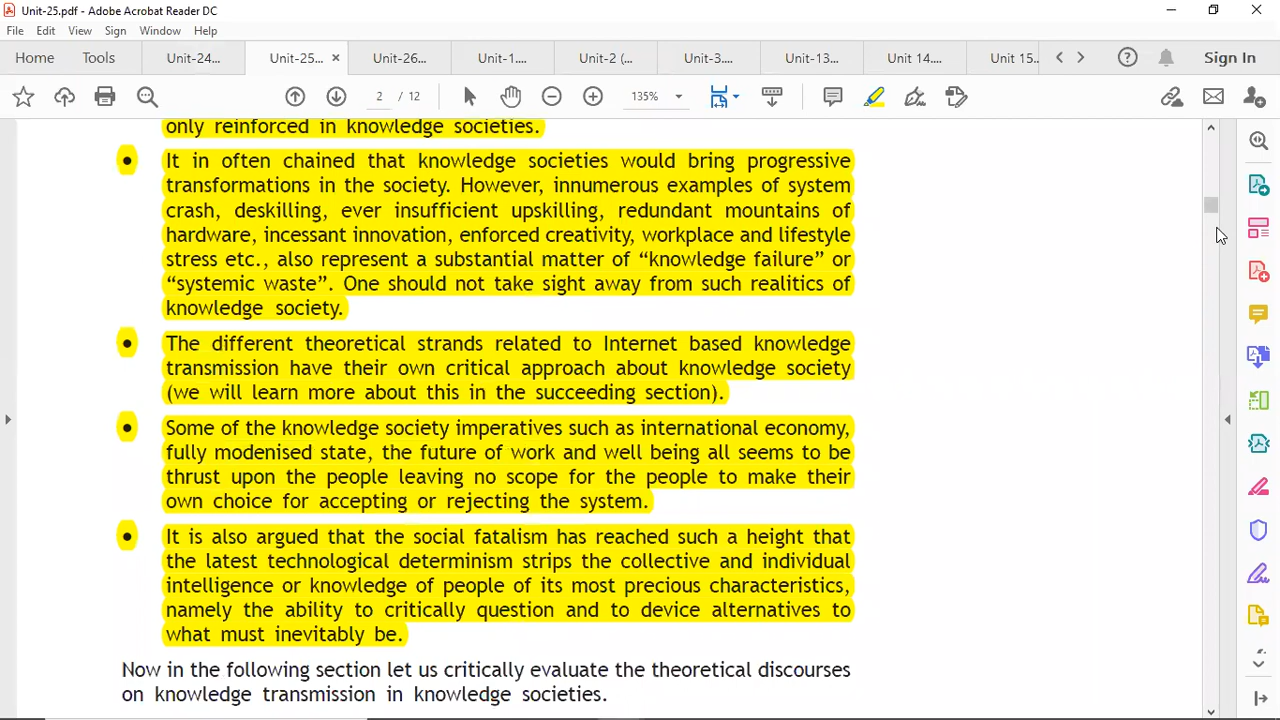 Unit-25.pdf - Adobe Acrobat Reader DC
File Edit View Sign Window Help
Home Tools Unit-24... Unit-25... × Unit-26... Unit-1.... Unit-2 (... Unit-3.... Unit-13... Unit 14.... Unit 15.. Sign In
2 / 12 135%
only reinforced in knowledge societies.
• It in often chained that knowledge societies would bring progressive
transformations in the society. However, innumerous examples of system
crash, deskilling, ever insufficient upskilling, redundant mountains of
hardware, incessant innovation, enforced creativity, workplace and lifestyle
stress etc., also represent a substantial matter of “knowledge failure” or
“systemic waste”. One should not take sight away from such realitics of
knowledge society.
• The different theoretical strands related to Internet based knowledge
transmission have their own critical approach about knowledge society
(we will learn more about this in the succeeding section).
• Some of the knowledge society imperatives such as international economy,
fully modenised state, the future of work and well being all seems to be
thrust upon the people leaving no scope for the people to make their
own choice for accepting or rejecting the system.
• It is also argued that the social fatalism has reached such a height that
the latest technological determinism strips the collective and individual
intelligence or knowledge of people of its most precious characteristics,
namely the ability to critically question and to device alternatives to
what must inevitably be.
Now in the following section let us critically evaluate the theoretical discourses
on knowledge transmission in knowledge societies.